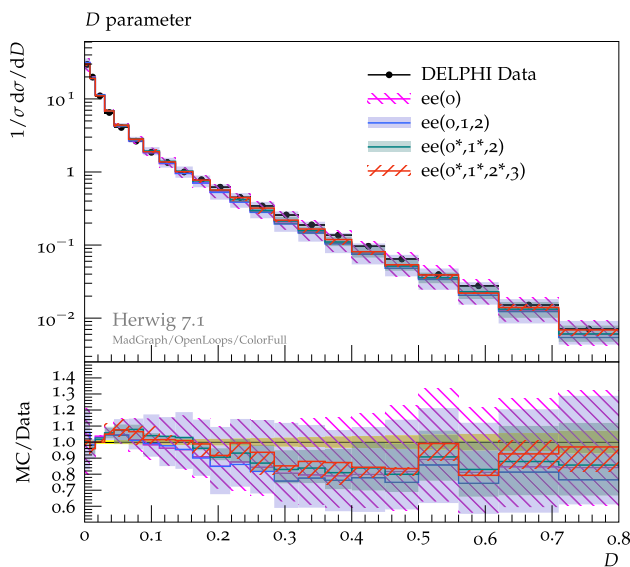 D parameter
1/σ dσ/dD
10^1
1
10^−1
10^−2
DELPHI Data
ee(0)
ee(0,1,2)
ee(0*,1*,2)
ee(0*,1*,2*,3)
Herwig 7.1
MadGraph/OpenLoops/ColorFull
MC/Data
1.4
1.3
1.2
1.1
1.0
0.9
0.8
0.7
0.6
0 0.1 0.2 0.3 0.4 0.5 0.6 0.7 0.8
D